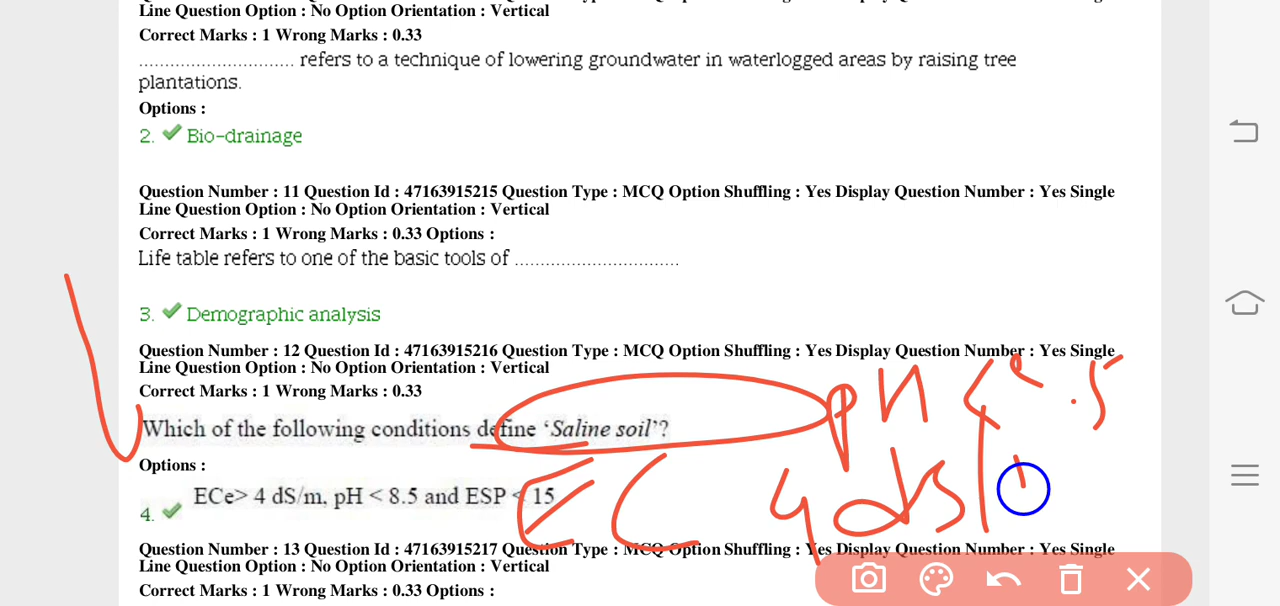 Line Question Option : No Option Orientation : Vertical
Correct Marks : 1 Wrong Marks : 0.33
.............................. refers to a technique of lowering groundwater in waterlogged areas by raising tree
plantations.
Options :
2. ✔ Bio-drainage
Question Number : 11 Question Id : 47163915215 Question Type : MCQ Option Shuffling : Yes Display Question Number : Yes Single
Line Question Option : No Option Orientation : Vertical
Correct Marks : 1 Wrong Marks : 0.33 Options :
Life table refers to one of the basic tools of ................................
3. ✔ Demographic analysis
Question Number : 12 Question Id : 47163915216 Question Type : MCQ Option Shuffling : Yes Display Question Number : Yes Single
Line Question Option : No Option Orientation : Vertical
Correct Marks : 1 Wrong Marks : 0.33
pH < 8.5
Which of the following conditions define ‘Saline soil’?
Options :
ECe> 4 dS/m, pH < 8.5 and ESP < 15
4. ✔
EC 4 ds/
Question Number : 13 Question Id : 47163915217 Question Type : MCQ Option Shuffling : Yes Display Question Number : Yes Single
Line Question Option : No Option Orientation : Vertical
Correct Marks : 1 Wrong Marks : 0.33 Options :